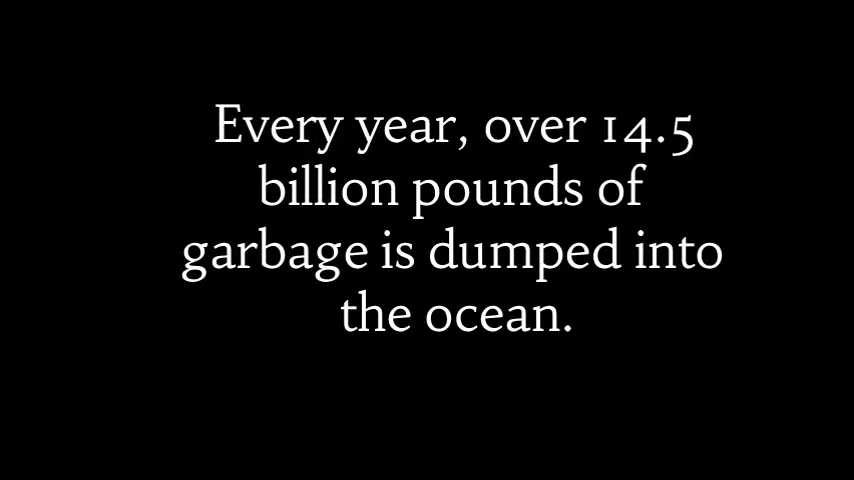 Every year, over 14.5
billion pounds of
garbage is dumped into
the ocean.